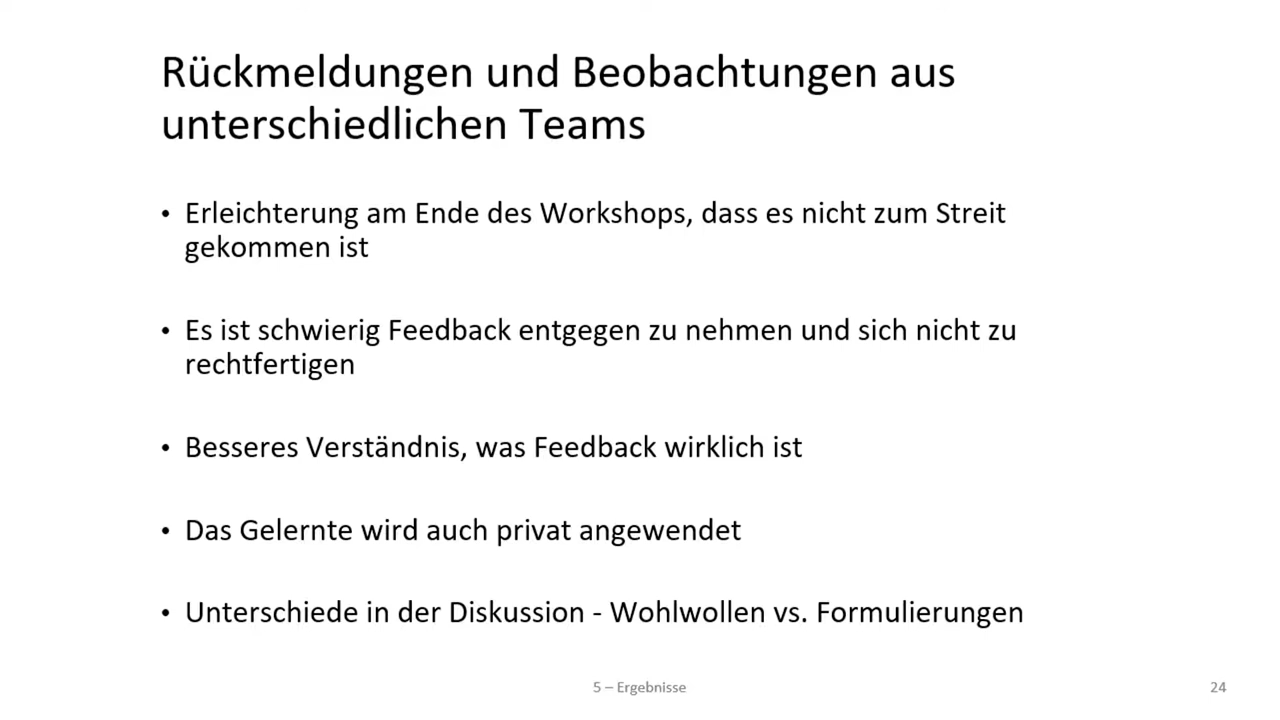 Rückmeldungen und Beobachtungen aus
unterschiedlichen Teams
• Erleichterung am Ende des Workshops, dass es nicht zum Streit
gekommen ist
• Es ist schwierig Feedback entgegen zu nehmen und sich nicht zu
rechtfertigen
• Besseres Verständnis, was Feedback wirklich ist
• Das Gelernte wird auch privat angewendet
• Unterschiede in der Diskussion - Wohlwollen vs. Formulierungen
5 – Ergebnisse
24